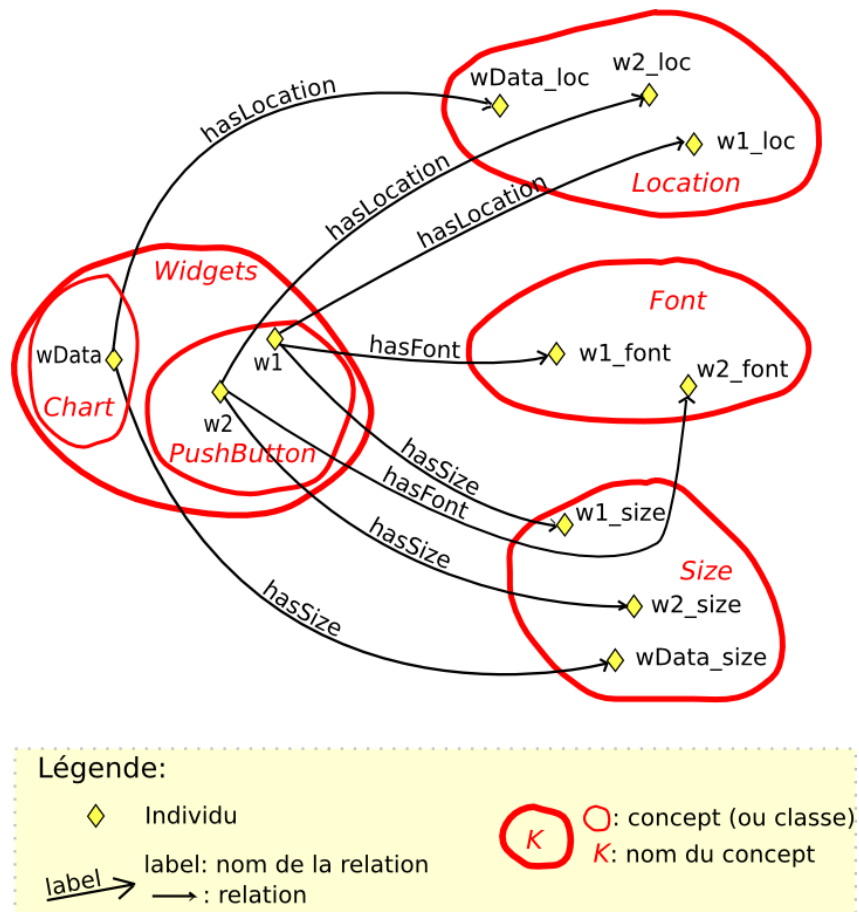 hasLocation
wData_loc
w2_loc
w1_loc
Location
hasLocation
hasLocation
Widgets
Font
hasFont
w1_font
w2_font
wData
w1
Chart
w2
PushButton
hasSize
hasFont
hasSize
hasSize
w1_size
Size
w2_size
wData_size
Légende:
Individu
K
: concept (ou classe)
K: nom du concept
label
label: nom de la relation
: relation